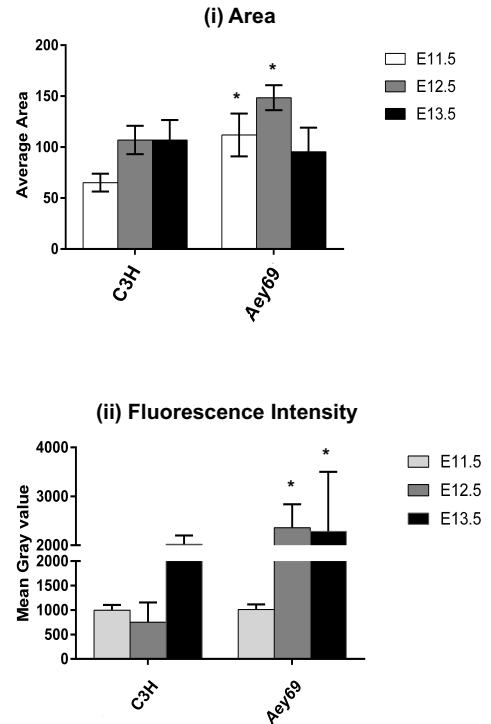 (i) Area
200
150
100
50
0
Average Area
*
*
E11.5
E12.5
E13.5
C3H
Aey69
(ii) Fluorescence Intensity
4000
3000
2000
2000
1500
1000
500
0
Mean Gray value
*
*
E11.5
E12.5
E13.5
C3H
Aey69